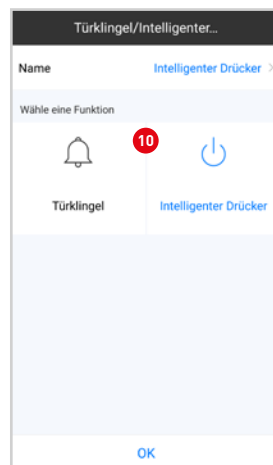 Türklingel/Intelligenter...
Name Intelligenter Drücker
Wähle eine Funktion
10
Türklingel Intelligenter Drücker
OK